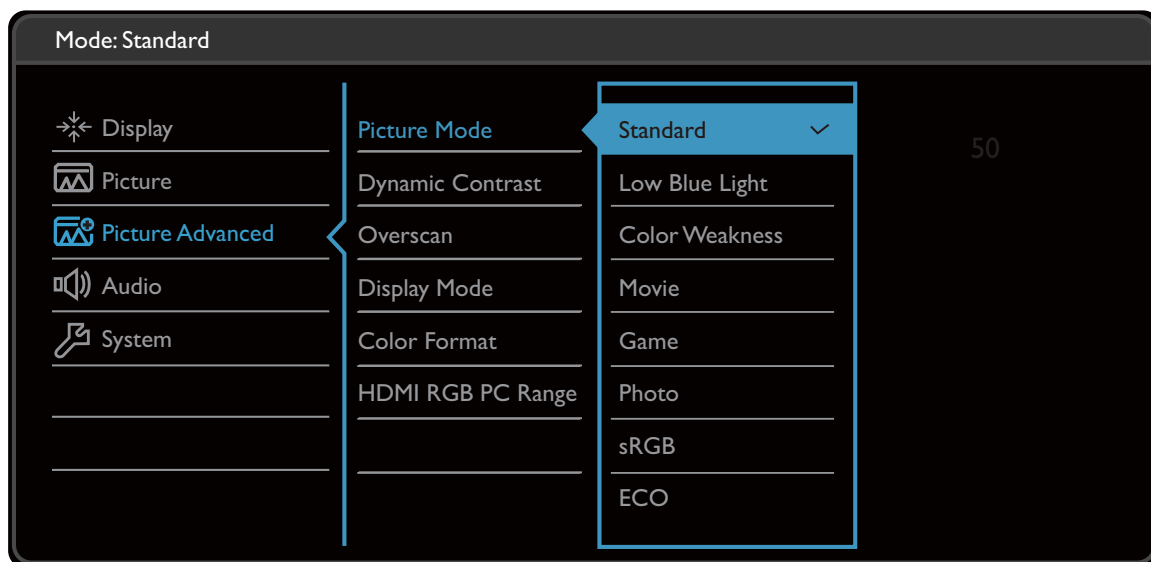 Mode: Standard
Display
Picture
Picture Advanced
Audio
System
Picture Mode
Dynamic Contrast
Overscan
Display Mode
Color Format
HDMI RGB PC Range
Standard
Low Blue Light
Color Weakness
Movie
Game
Photo
sRGB
ECO
50